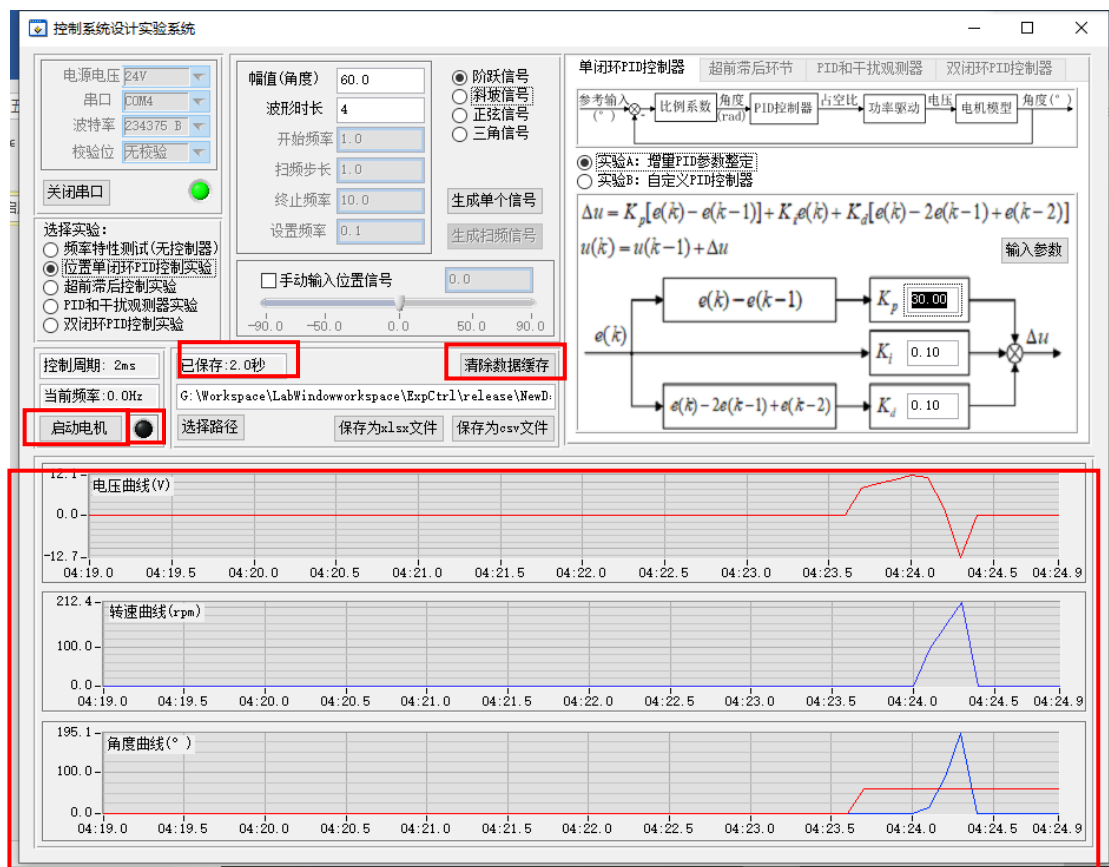 控制系统设计实验系统
电源电压 24V
串口 COM4
波特率 234375 B
校验位 无校验
关闭串口
选择实验:
频率特性测试(无控制器)
位置单闭环PID控制实验
超前滞后控制实验
PID和干扰观测器实验
双闭环PID控制实验
幅值(角度) 60.0
波形时长 4
开始频率 1.0
扫频步长 1.0
终止频率 10.0
设置频率 0.1
阶跃信号
斜坡信号
正弦信号
三角信号
生成单个信号
生成扫频信号
手动输入位置信号 0.0
-90.0 -50.0 0.0 50.0 90.0
单闭环PID控制器 超前滞后环节 PID和干扰观测器 双闭环PID控制器
参考输入(°) - 比例系数 角度(rad) PID控制器 占空比 功率驱动 电压 电机模型 角度(°)
实验A: 增量PID参数整定
实验B: 自定义PID控制器
Δu = K_p[e(k)-e(k-1)]+K_i e(k)+K_d[e(k)-2e(k-1)+e(k-2)]
u(k)=u(k-1)+Δu
输入参数
e(k)-e(k-1) K_p 30.00
e(k) K_i 0.10 Δu
e(k)-2e(k-1)+e(k-2) K_d 0.10
控制周期: 2ms
当前频率:0.0Hz
启动电机
已保存:2.0秒
清除数据缓存
G:\Workspace\LabWindowworkspace\ExpCtrl\release\NewD
选择路径 保存为xlsx文件 保存为csv文件
电压曲线(V)
12.1
0.0
-12.7
04:19.0 04:19.5 04:20.0 04:20.5 04:21.0 04:21.5 04:22.0 04:22.5 04:23.0 04:23.5 04:24.0 04:24.5 04:24.9
转速曲线(rpm)
212.4
100.0
0.0
04:19.0 04:19.5 04:20.0 04:20.5 04:21.0 04:21.5 04:22.0 04:22.5 04:23.0 04:23.5 04:24.0 04:24.5 04:24.9
角度曲线(°)
195.1
100.0
0.0
04:19.0 04:19.5 04:20.0 04:20.5 04:21.0 04:21.5 04:22.0 04:22.5 04:23.0 04:23.5 04:24.0 04:24.5 04:24.9